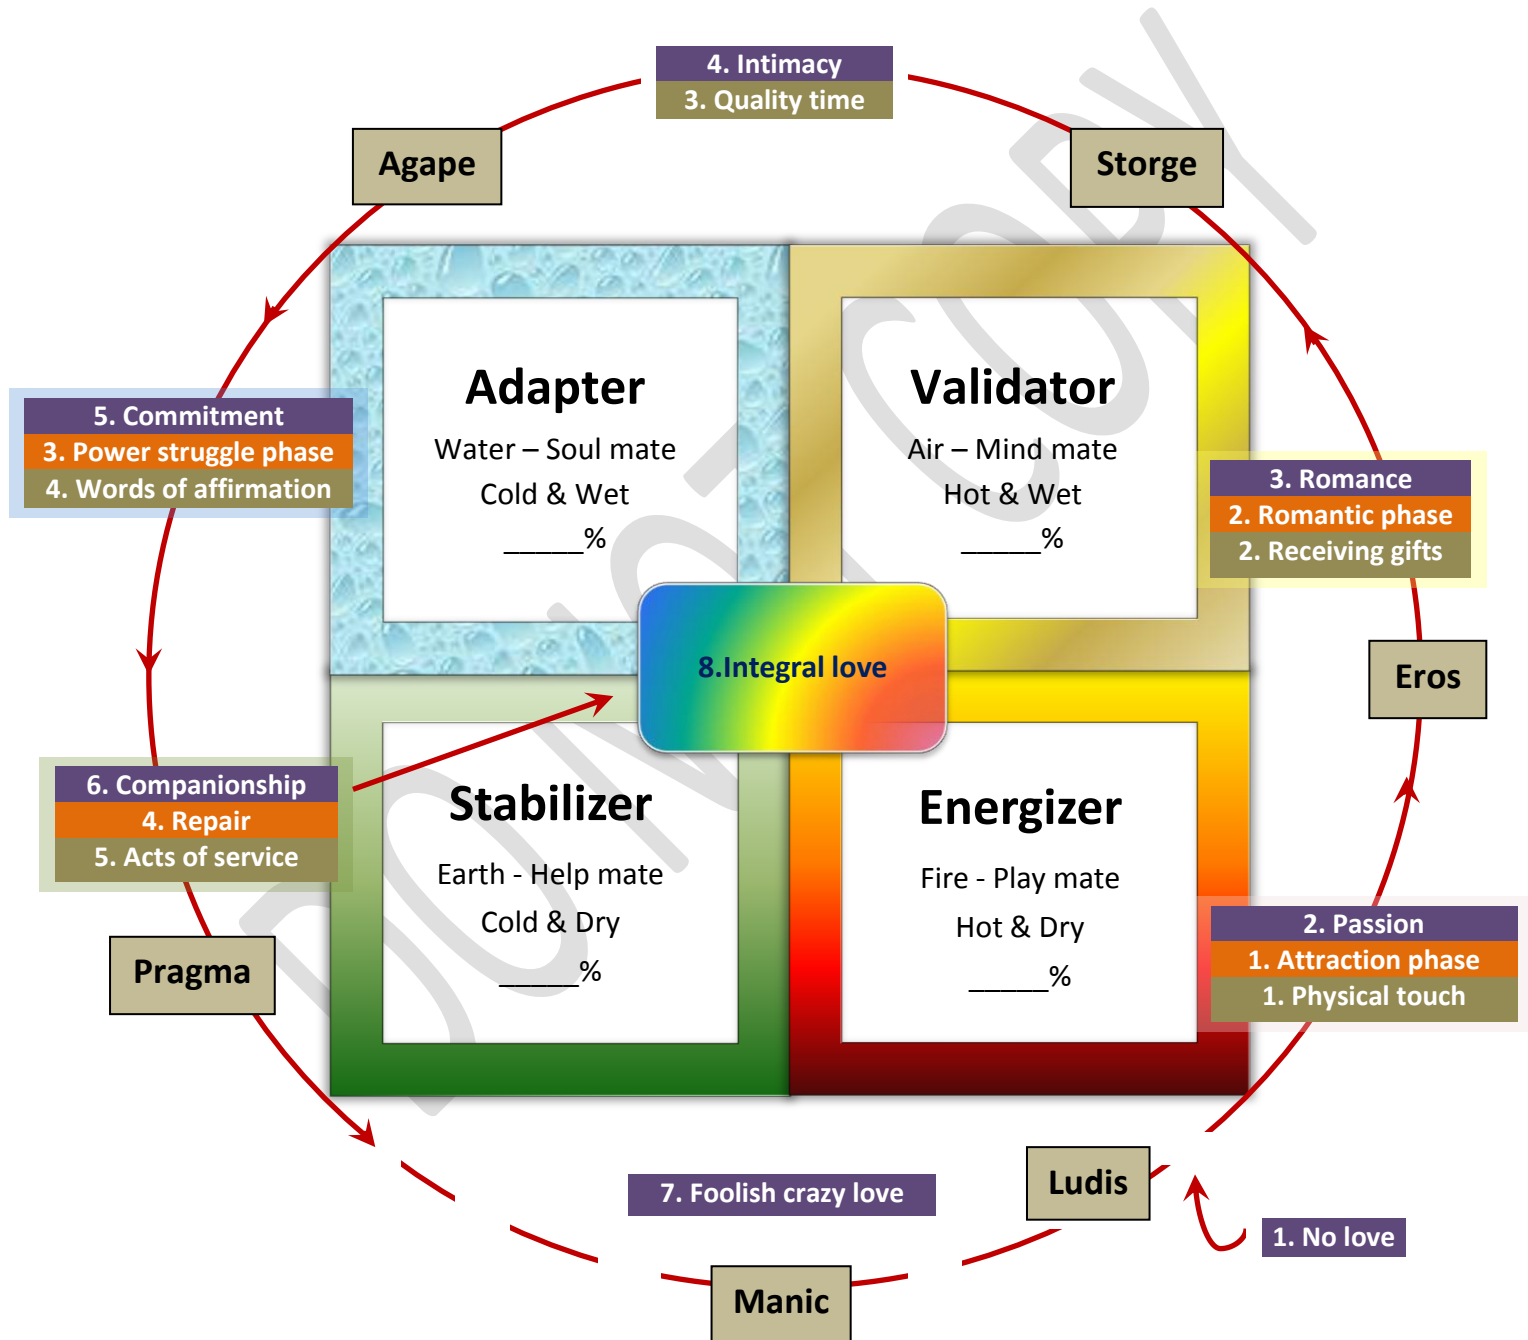 4. Intimacy
3. Quality time
Agape
Storge
Adapter
Water – Soul mate
Cold & Wet
_____%
Validator
Air – Mind mate
Hot & Wet
_____%
5. Commitment
3. Power struggle phase
4. Words of affirmation
3. Romance
2. Romantic phase
2. Receiving gifts
8.Integral love
Eros
6. Companionship
4. Repair
5. Acts of service
Stabilizer
Earth - Help mate
Cold & Dry
_____%
Energizer
Fire - Play mate
Hot & Dry
_____%
2. Passion
1. Attraction phase
1. Physical touch
Pragma
7. Foolish crazy love
Ludis
1. No love
Manic
DO NOT COPY